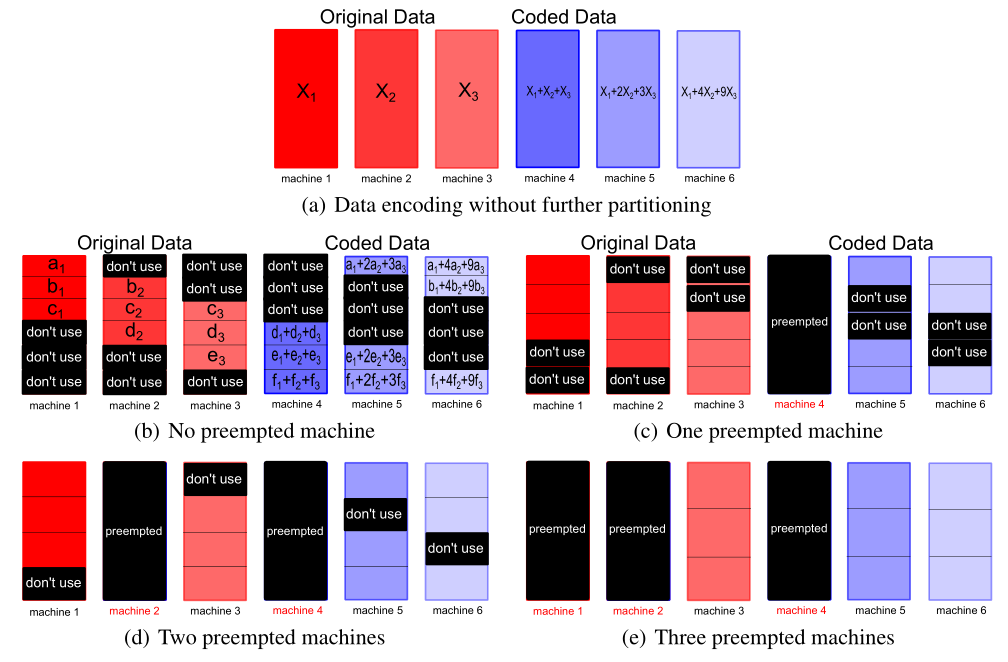 Original Data Coded Data
X₁ X₂ X₃ X₁+X₂+X₃ X₁+2X₂+3X₃ X₁+4X₂+9X₃
machine 1 machine 2 machine 3 machine 4 machine 5 machine 6
(a) Data encoding without further partitioning
Original Data Coded Data
a₁ don't use don't use don't use a₁+2a₂+3a₃ a₁+4a₂+9a₃
b₁ b₂ don't use don't use don't use b₁+4b₂+9b₃
c₁ c₂ c₃ don't use don't use don't use
don't use d₂ d₃ d₁+d₂+d₃ don't use don't use
don't use don't use e₃ e₁+e₂+e₃ e₁+2e₂+3e₃ don't use
don't use don't use don't use f₁+f₂+f₃ f₁+2f₂+3f₃ f₁+4f₂+9f₃
machine 1 machine 2 machine 3 machine 4 machine 5 machine 6
(b) No preempted machine
Original Data Coded Data
don't use don't use
don't use don't use
preempted
don't use don't use
don't use don't use
don't use don't use
machine 1 machine 2 machine 3 machine 4 machine 5 machine 6
(c) One preempted machine
don't use
don't use
preempted preempted
don't use
don't use
machine 1 machine 2 machine 3 machine 4 machine 5 machine 6
(d) Two preempted machines
preempted preempted preempted
machine 1 machine 2 machine 3 machine 4 machine 5 machine 6
(e) Three preempted machines